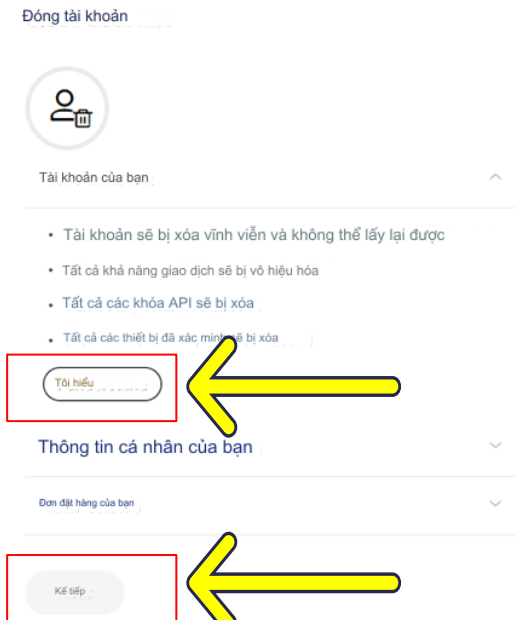 Đóng tài khoản
Tài khoản của bạn
Tài khoản sẽ bị xóa vĩnh viễn và không thể lấy lại được
Tất cả khả năng giao dịch sẽ bị vô hiệu hóa
Tất cả các khóa API sẽ bị xóa
Tất cả các thiết bị đã xác minh sẽ bị xóa
Tôi hiểu
Thông tin cá nhân của bạn
Đơn đặt hàng của bạn
Kế tiếp